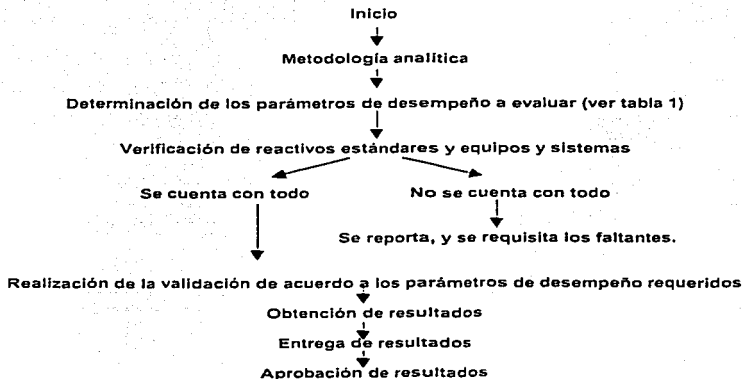 Inicio
Metodología analítica
Determinación de los parámetros de desempeño a evaluar (ver tabla 1)
Verificación de reactivos estándares y equipos y sistemas
Se cuenta con todo
No se cuenta con todo
Se reporta, y se requisita los faltantes.
Realización de la validación de acuerdo a los parámetros de desempeño requeridos
Obtención de resultados
Entrega de resultados
Aprobación de resultados